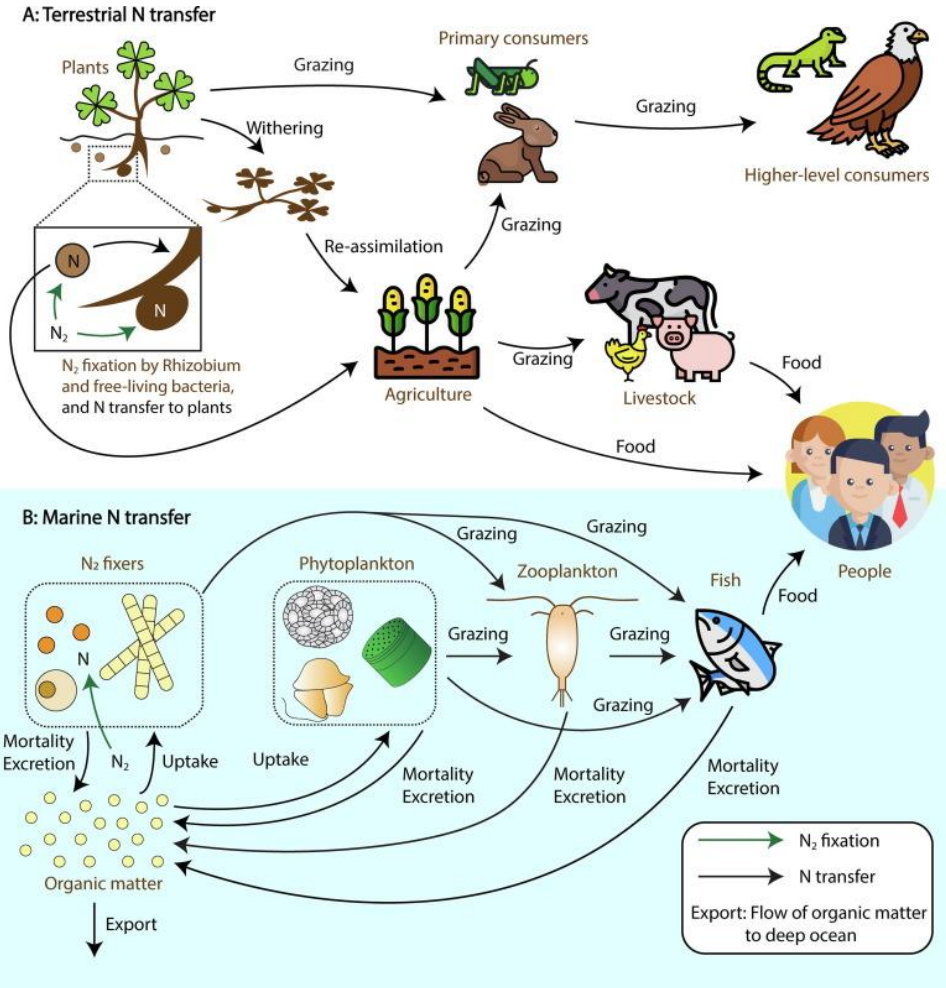 A: Terrestrial N transfer
Plants
Grazing
Primary consumers
Grazing
Higher-level consumers
Withering
Re-assimilation
Grazing
N
N
N₂
N₂ fixation by Rhizobium
and free-living bacteria,
and N transfer to plants
Agriculture
Grazing
Livestock
Food
Food
People
B: Marine N transfer
N₂ fixers
Phytoplankton
Grazing
Zooplankton
Grazing
Fish
Food
N
Grazing
Grazing
Grazing
Mortality
Excretion
N₂
Uptake
Uptake
Mortality
Excretion
Mortality
Excretion
Mortality
Excretion
Organic matter
Export
N₂ fixation
N transfer
Export: Flow of organic matter
to deep ocean